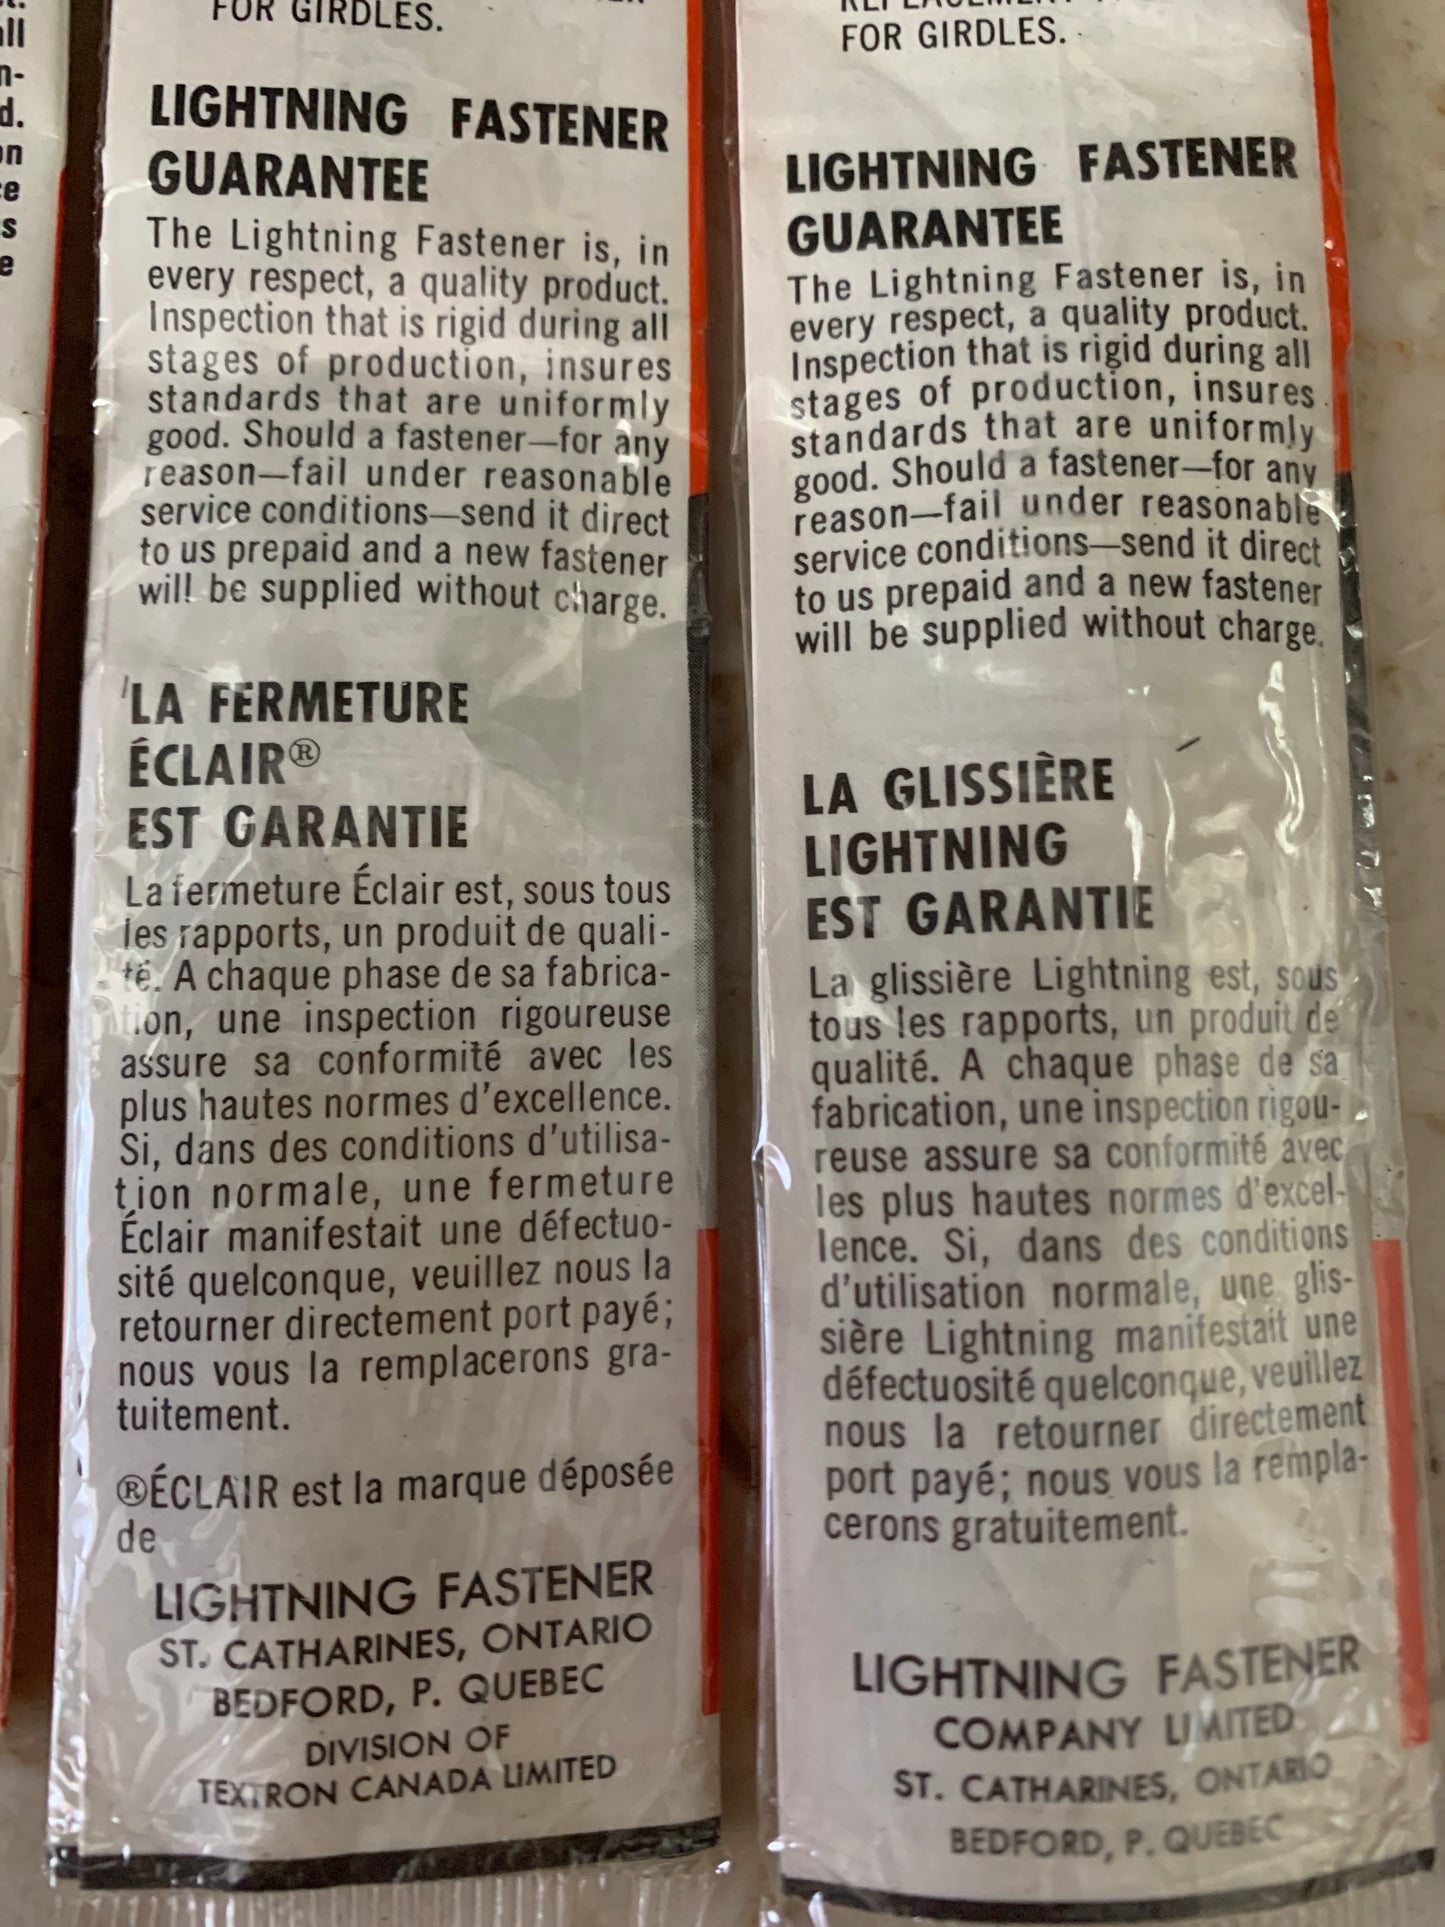 ll
n-
d.
on
ce
s
e
FOR GIRDLES.
LIGHTNING FASTENER
GUARANTEE
The Lightning Fastener is, in
every respect, a quality product.
Inspection that is rigid during all
stages of production, insures
standards that are uniformly
good. Should a fastener—for any
reason—fail under reasonable
service conditions—send it direct
to us prepaid and a new fastener
will be supplied without charge.
LA FERMETURE
ÉCLAIR®
EST GARANTIE
La fermeture Éclair est, sous tous
les rapports, un produit de quali-
té. A chaque phase de sa fabrica-
tion, une inspection rigoureuse
assure sa conformité avec les
plus hautes normes d'excellence.
Si, dans des conditions d'utilisa-
tion normale, une fermeture
Éclair manifestait une défectuo-
sité quelconque, veuillez nous la
retourner directement port payé;
nous vous la remplacerons gra-
tuitement.
®ÉCLAIR est la marque déposée
de
LIGHTNING FASTENER
ST. CATHARINES, ONTARIO
BEDFORD, P. QUEBEC
DIVISION OF
TEXTRON CANADA LIMITED
REPLACEMENT
FOR GIRDLES.
LIGHTNING FASTENER
GUARANTEE
The Lightning Fastener is, in
every respect, a quality product.
Inspection that is rigid during all
stages of production, insures
standards that are uniformly
good. Should a fastener—for any
reason—fail under reasonable
service conditions—send it direct
to us prepaid and a new fastener
will be supplied without charge.
LA GLISSIÈRE
LIGHTNING
EST GARANTIE
La glissière Lightning est, sous
tous les rapports, un produit de
qualité. A chaque phase de sa
fabrication, une inspection rigou-
reuse assure sa conformité avec
les plus hautes normes d'excel-
lence. Si, dans des conditions
d'utilisation normale, une glis-
sière Lightning manifestait une
défectuosité quelconque, veuillez
nous la retourner directement
port payé; nous vous la rempla-
cerons gratuitement.
LIGHTNING FASTENER
COMPANY LIMITED
ST. CATHARINES, ONTARIO
BEDFORD, P. QUEBEC